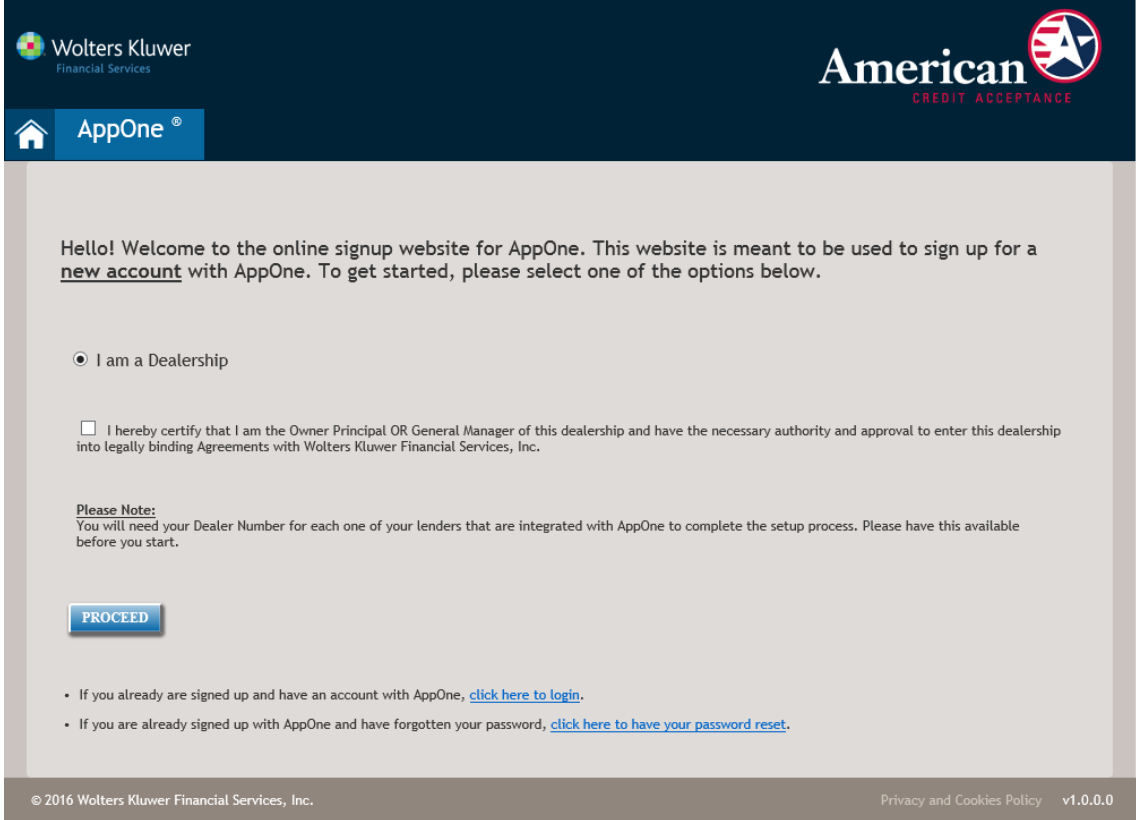 Wolters Kluwer
Financial Services
American
CREDIT ACCEPTANCE
AppOne ®
Hello! Welcome to the online signup website for AppOne. This website is meant to be used to sign up for a
new account with AppOne. To get started, please select one of the options below.
I am a Dealership
I hereby certify that I am the Owner Principal OR General Manager of this dealership and have the necessary authority and approval to enter this dealership
into legally binding Agreements with Wolters Kluwer Financial Services, Inc.
Please Note:
You will need your Dealer Number for each one of your lenders that are integrated with AppOne to complete the setup process. Please have this available
before you start.
PROCEED
• If you already are signed up and have an account with AppOne, click here to login.
• If you are already signed up with AppOne and have forgotten your password, click here to have your password reset.
© 2016 Wolters Kluwer Financial Services, Inc. Privacy and Cookies Policy v1.0.0.0